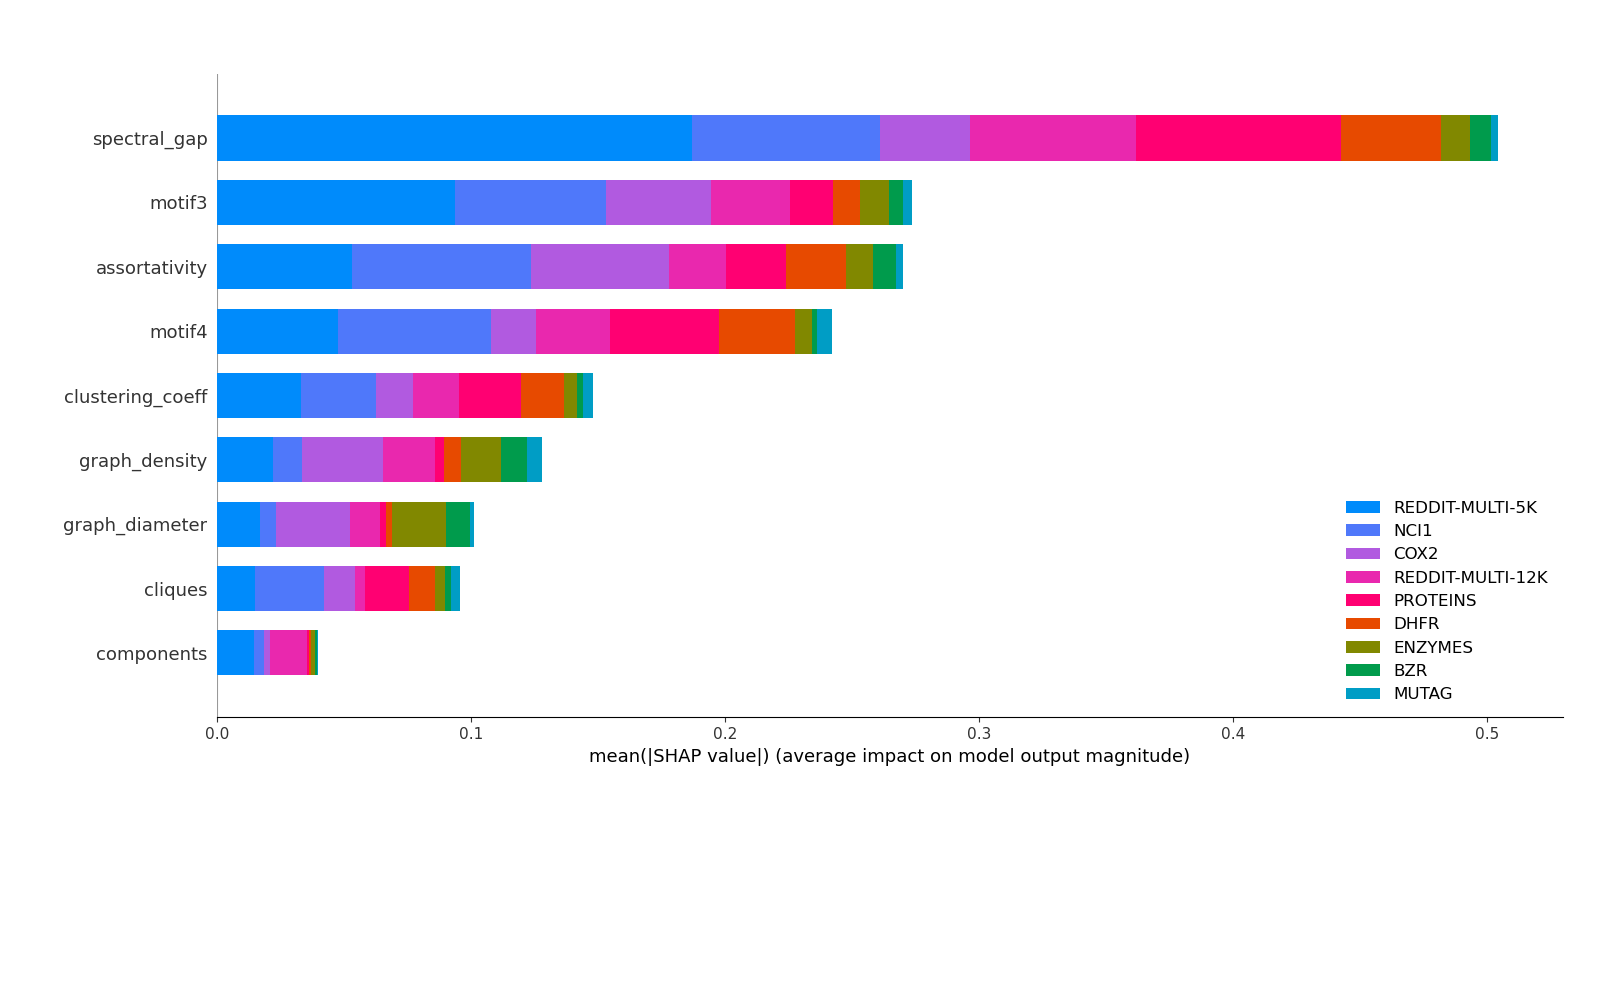 spectral_gap
motif3
assortativity
motif4
clustering_coeff
graph_density
graph_diameter
cliques
components
REDDIT-MULTI-5K
NCI1
COX2
REDDIT-MULTI-12K
PROTEINS
DHFR
ENZYMES
BZR
MUTAG
0.0 0.1 0.2 0.3 0.4 0.5
mean(|SHAP value|) (average impact on model output magnitude)